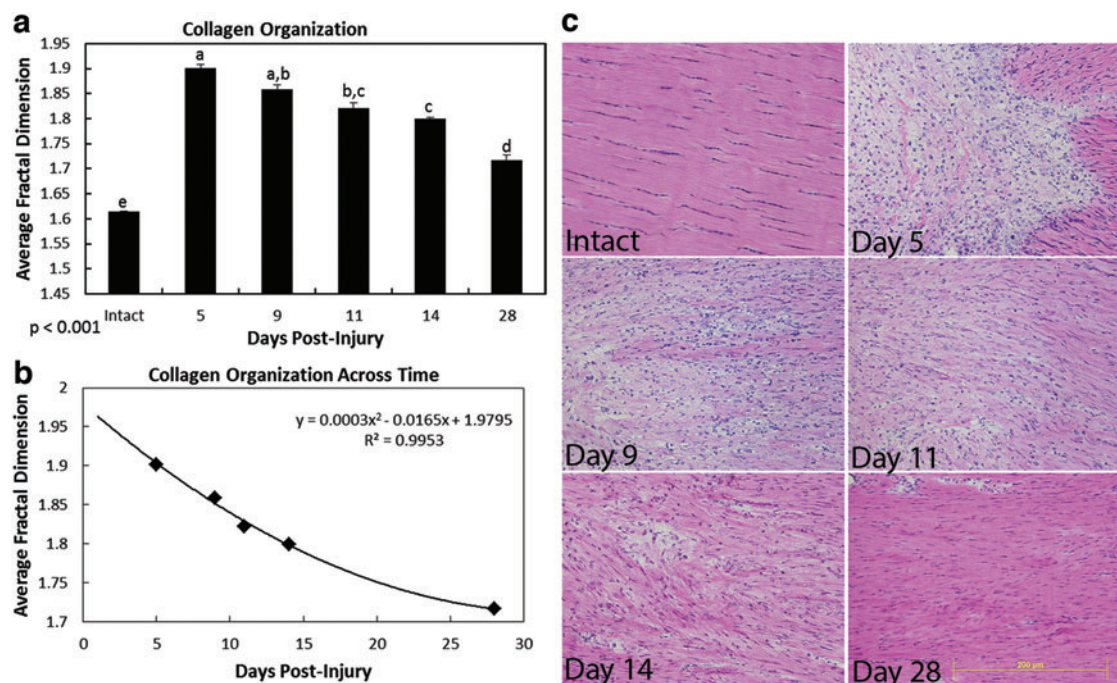 a
Collagen Organization
Average Fractal Dimension
1.95
1.9
1.85
1.8
1.75
1.7
1.65
1.6
1.55
1.5
1.45
e
a
a,b
b,c
c
d
Intact 5 9 11 14 28
p < 0.001
Days Post-Injury
b
Collagen Organization Across Time
Average Fractal Dimension
2
1.95
1.9
1.85
1.8
1.75
1.7
y = 0.0003x² - 0.0165x + 1.9795
R² = 0.9953
0 5 10 15 20 25 30
Days Post-Injury
c
Intact
Day 5
Day 9
Day 11
Day 14
Day 28
200 µm